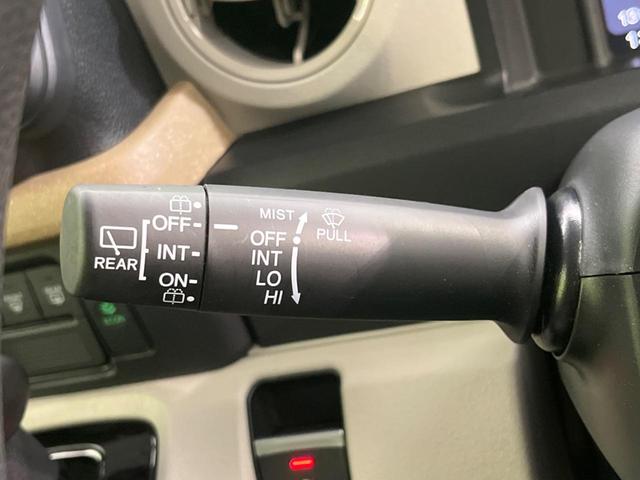 REAR
OFF
INT
ON
MIST
PULL
OFF
INT
LO
HI